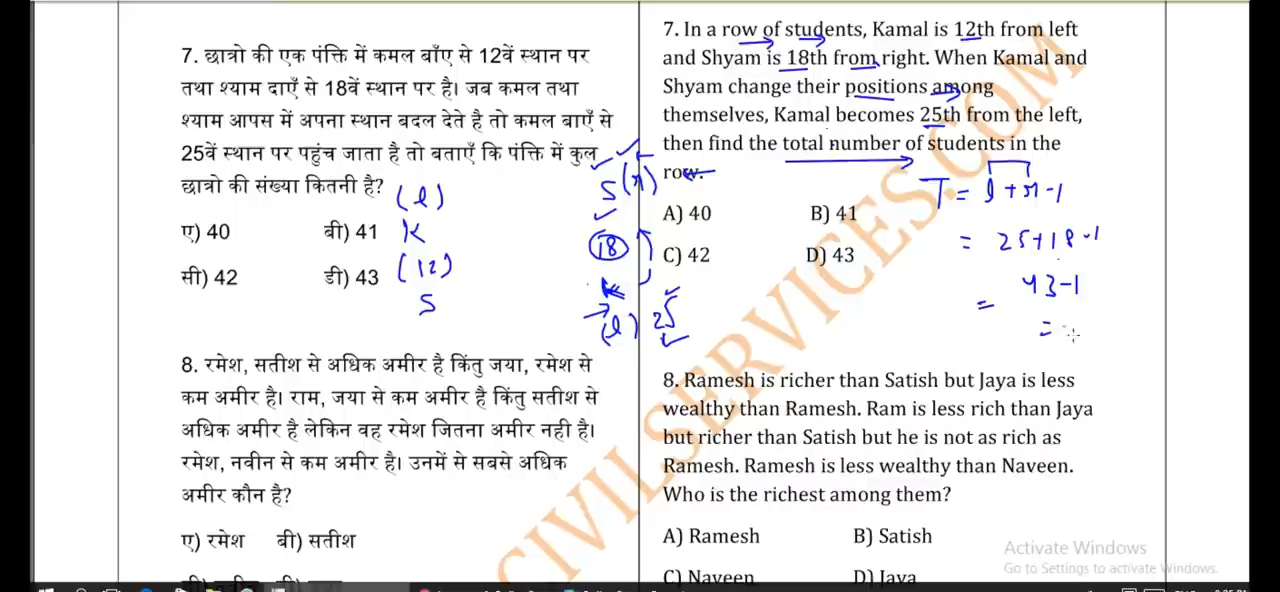 7. छात्रो की एक पंक्ति में कमल बाँए से 12वें स्थान पर
तथा श्याम दाएँ से 18वें स्थान पर है। जब कमल तथा
श्याम आपस में अपना स्थान बदल देते है तो कमल बाएँ से
25वें स्थान पर पहुंच जाता है तो बताएँ कि पंक्ति में कुल
छात्रो की संख्या कितनी है?
ए) 40 बी) 41
सी) 42 डी) 43
(l)
K
(12)
S
S (r)
18
K
(l) 25
8. रमेश, सतीश से अधिक अमीर है किंतु जया, रमेश से
कम अमीर है। राम, जया से कम अमीर है किंतु सतीश से
अधिक अमीर है लेकिन वह रमेश जितना अमीर नही है।
रमेश, नवीन से कम अमीर है। उनमें से सबसे अधिक
अमीर कौन है?
ए) रमेश बी) सतीश
7. In a row of students, Kamal is 12th from left
and Shyam is 18th from right. When Kamal and
Shyam change their positions among
themselves, Kamal becomes 25th from the left,
then find the total number of students in the
row.
A) 40 B) 41
C) 42 D) 43
T = l+r-1
= 25+18-1
= 43-1
=
8. Ramesh is richer than Satish but Jaya is less
wealthy than Ramesh. Ram is less rich than Jaya
but richer than Satish but he is not as rich as
Ramesh. Ramesh is less wealthy than Naveen.
Who is the richest among them?
A) Ramesh B) Satish
C) Naveen D) Jaya
CIVILSERVICES.COM
Activate Windows
Go to Settings to activate Windows.